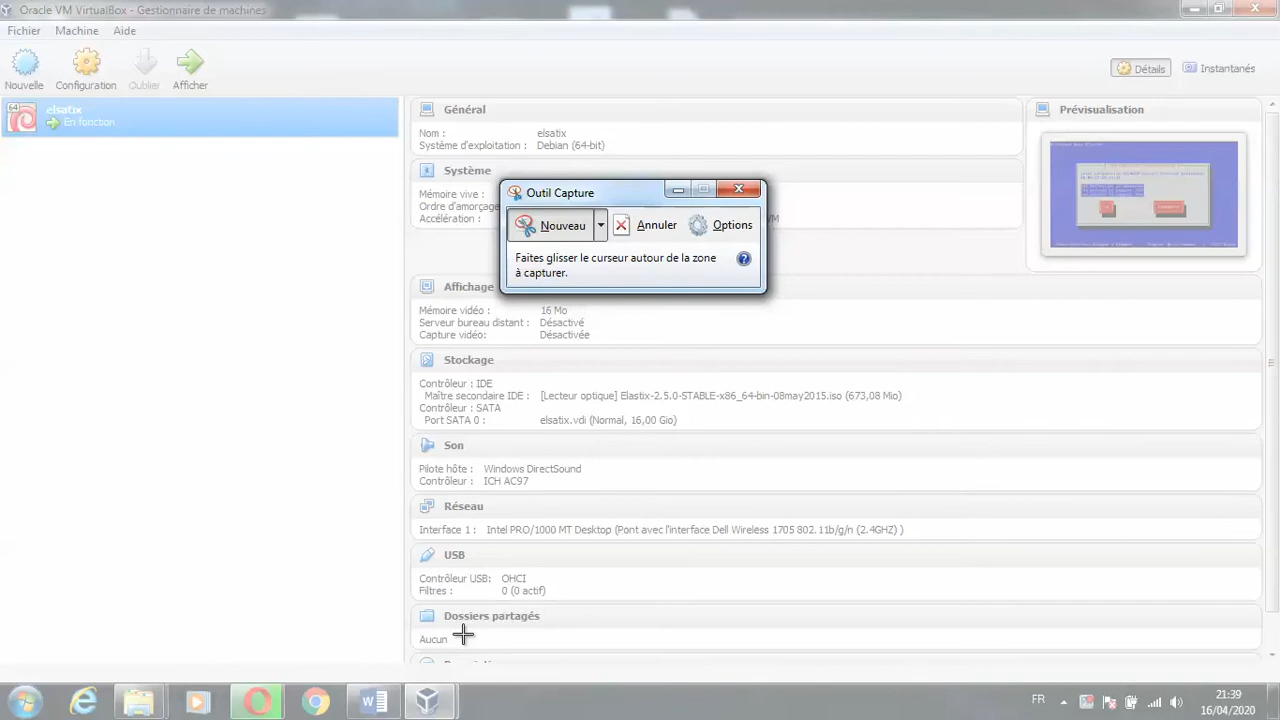 Oracle VM VirtualBox - Gestionnaire de machines
Fichier Machine Aide
Nouvelle Configuration Oublier Afficher
Détails Instantanés
64 elsatix
En fonction
Général
Nom : elsatix
Système d'exploitation : Debian (64-bit)
Prévisualisation
Système
Mémoire vive :
Ordre d'amorçag
Accélération :
Outil Capture
Nouveau Annuler Options
Faites glisser le curseur autour de la zone
à capturer.
Affichage
Mémoire vidéo : 16 Mo
Serveur bureau distant : Désactivé
Capture vidéo: Désactivée
Stockage
Contrôleur : IDE
Maître secondaire IDE : [Lecteur optique] Elastix-2.5.0-STABLE-x86_64-bin-08may2015.iso (673,08 Mio)
Contrôleur : SATA
Port SATA 0 : elsatix.vdi (Normal, 16,00 Gio)
Son
Pilote hôte : Windows DirectSound
Contrôleur : ICH AC97
Réseau
Interface 1 : Intel PRO/1000 MT Desktop (Pont avec l'interface Dell Wireless 1705 802.11b/g/n (2.4GHZ) )
USB
Contrôleur USB: OHCI
Filtres : 0 (0 actif)
Dossiers partagés
Aucun
FR
21:39
16/04/2020